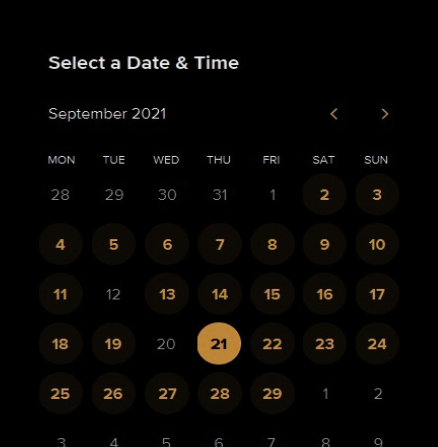 Select a Date & Time
September 2021
MON TUE WED THU FRI SAT SUN
28 29 30 31 1 2 3
4 5 6 7 8 9 10
11 12 13 14 15 16 17
18 19 20 21 22 23 24
25 26 27 28 29 1 2
3 4 5 6 7 8 9